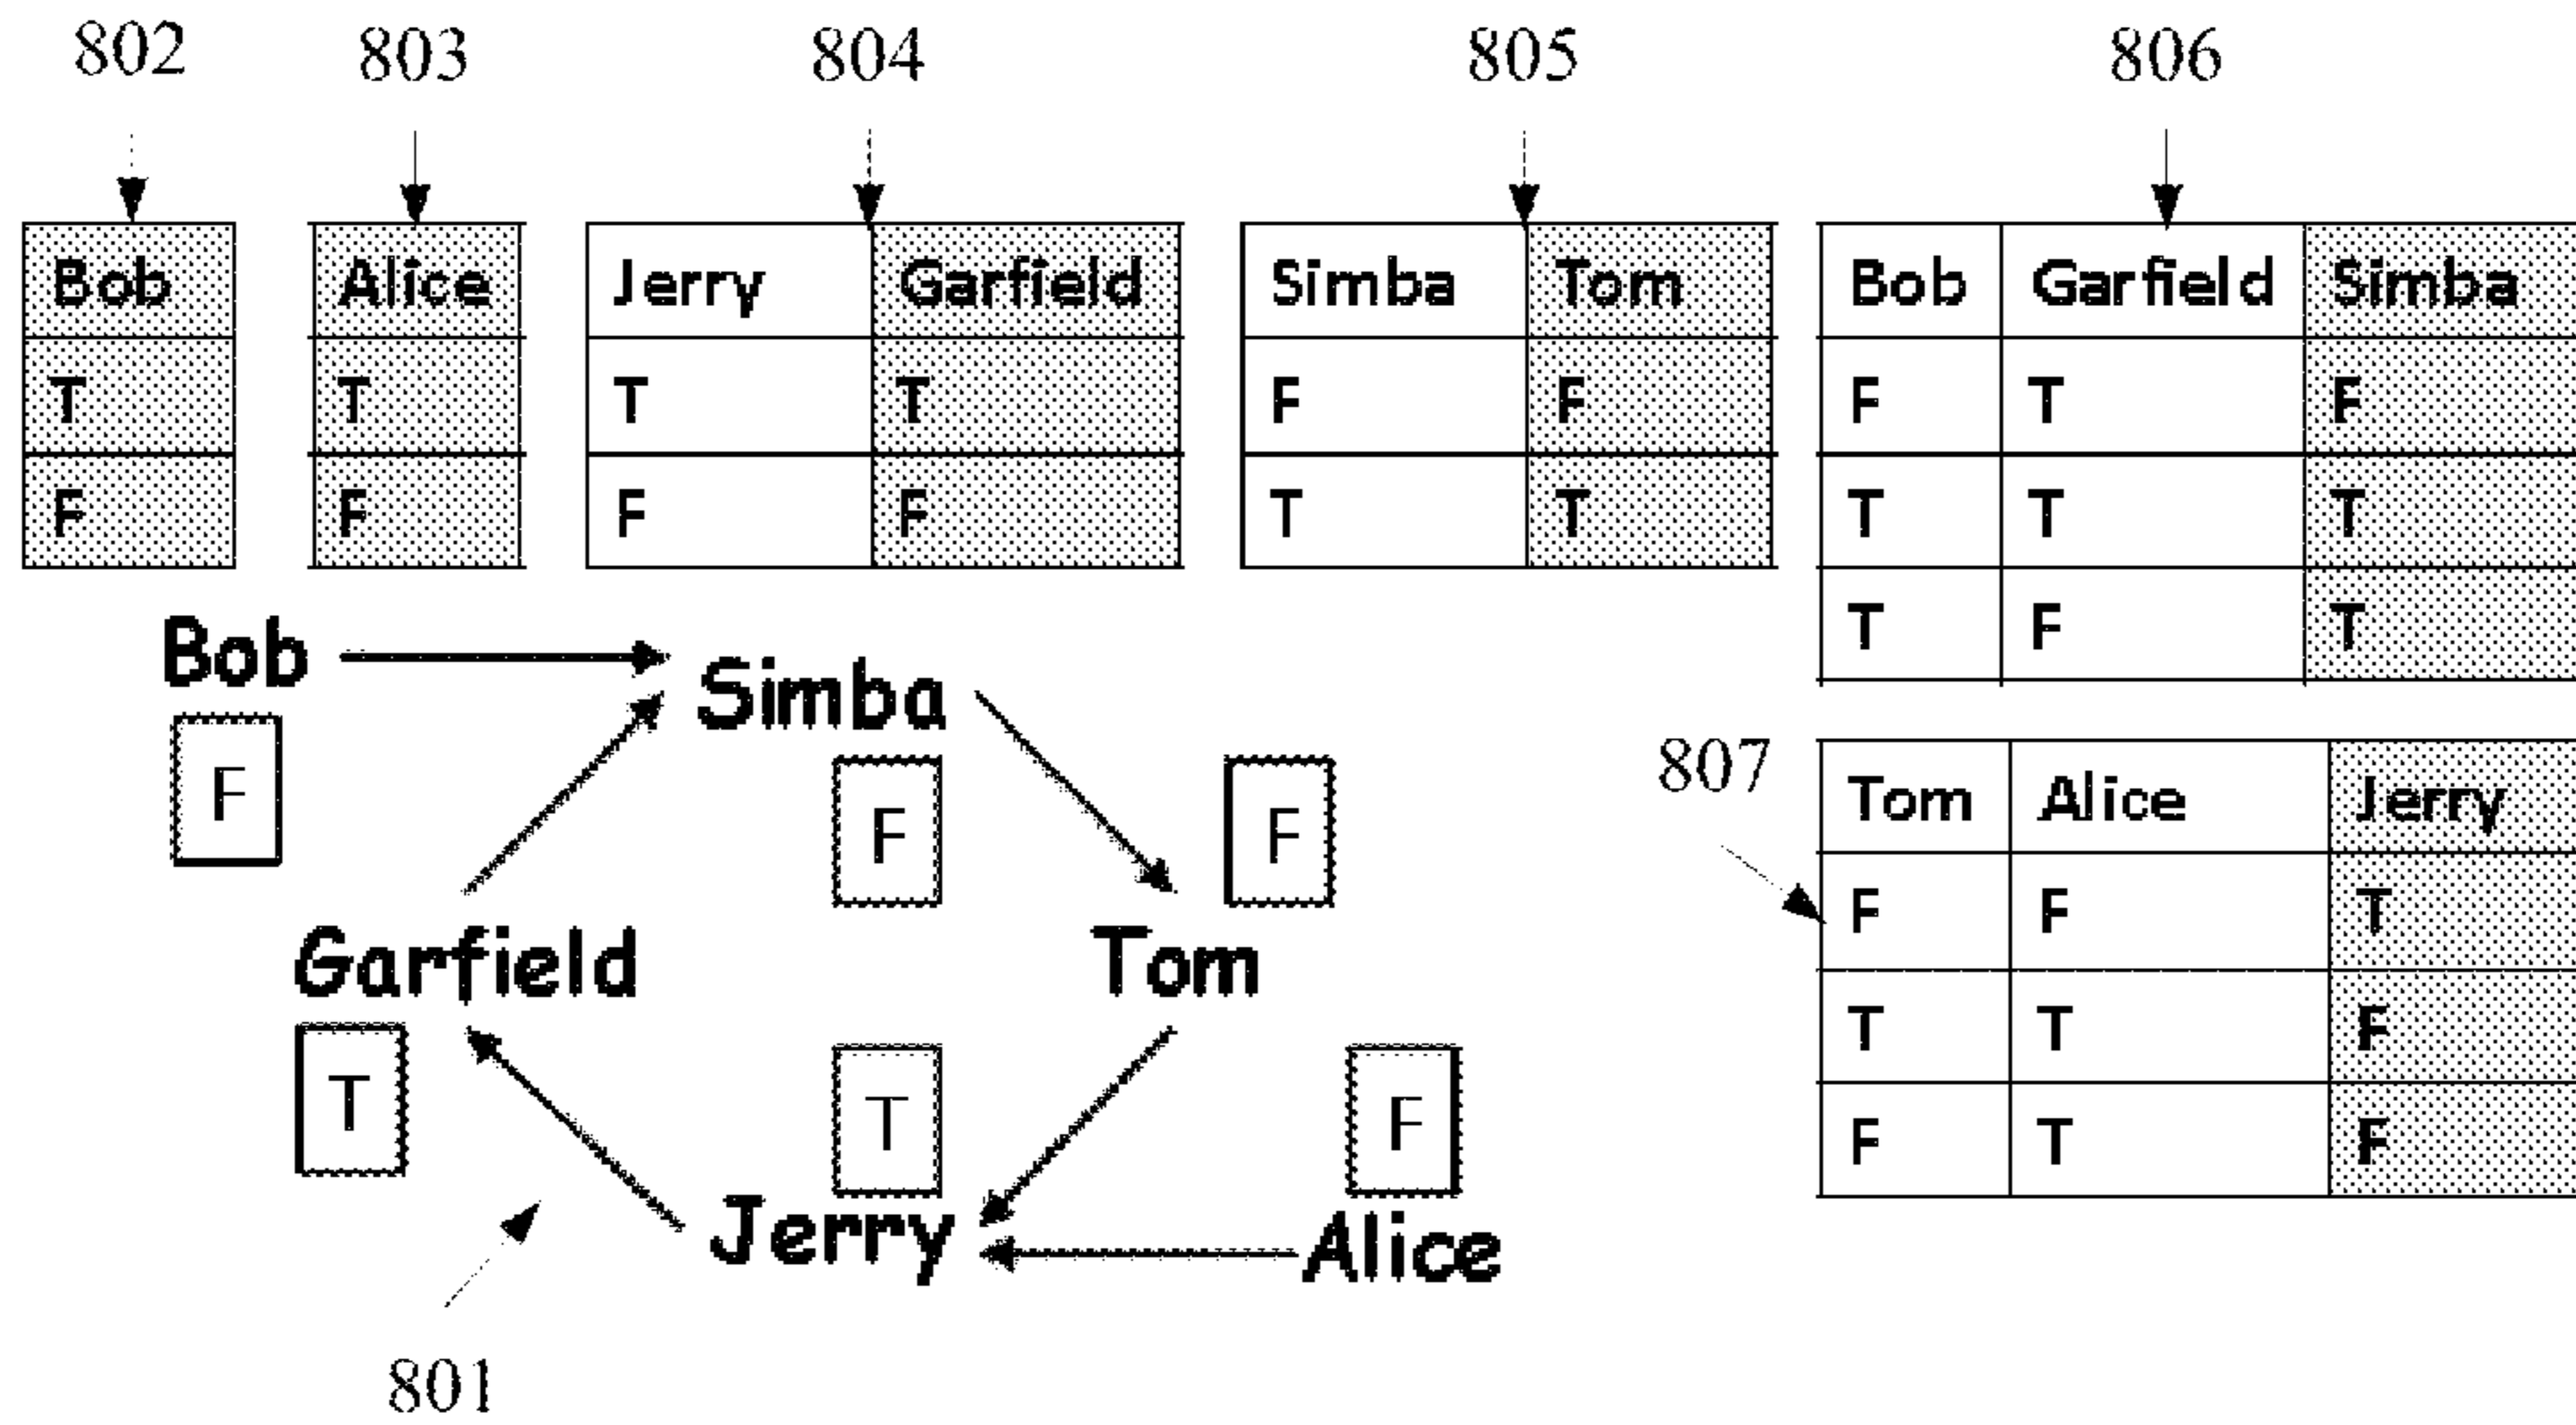 802 803 804 805 806
Bob Alice Jerry Garfield Simba Tom Bob Garfield Simba
T T T T F F F T F
F F F F T T T T T
T F T
Bob
Simba
F
F
F
807
Tom Alice Jerry
F F T
T T F
F T F
Garfield
Tom
T
T
F
Jerry
Alice
801